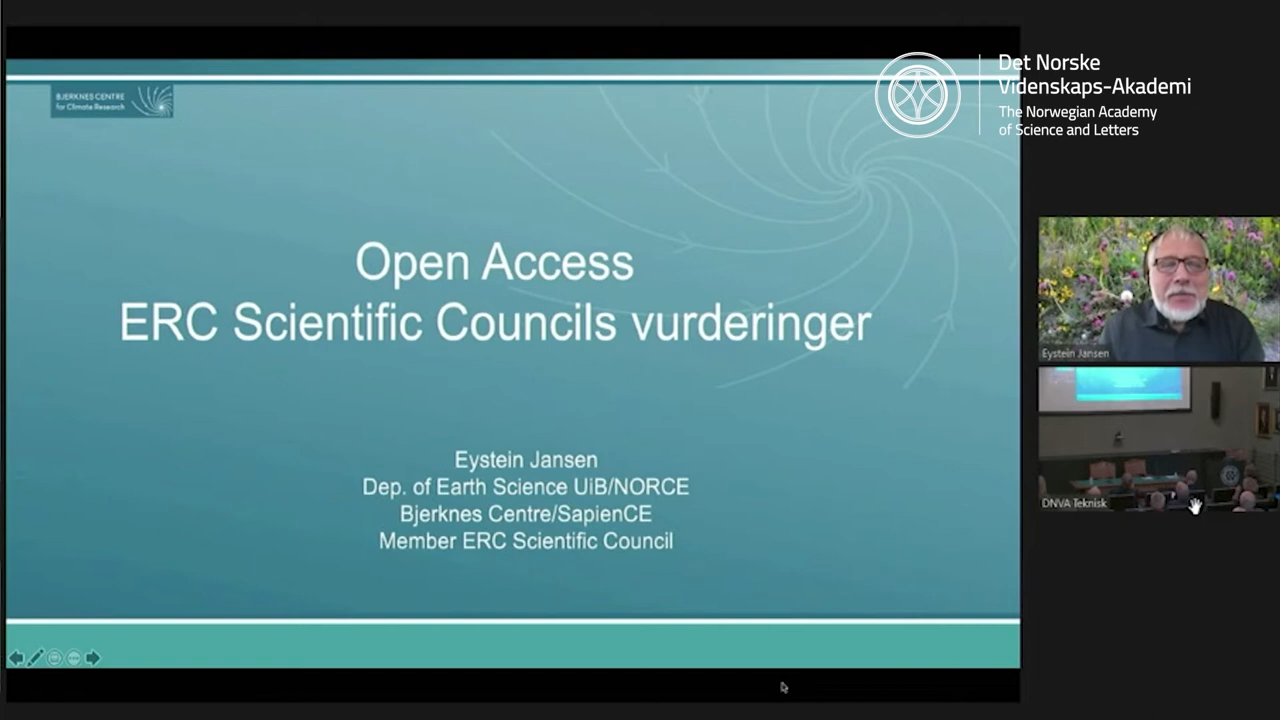 BJERKNES CENTRE
for Climate Research
Det Norske
Videnskaps-Akademi
The Norwegian Academy
of Science and Letters
Open Access
ERC Scientific Councils vurderinger
Eystein Jansen
Dep. of Earth Science UiB/NORCE
Bjerknes Centre/SapienCE
Member ERC Scientific Council
Eystein Jansen
DNVA Teknisk